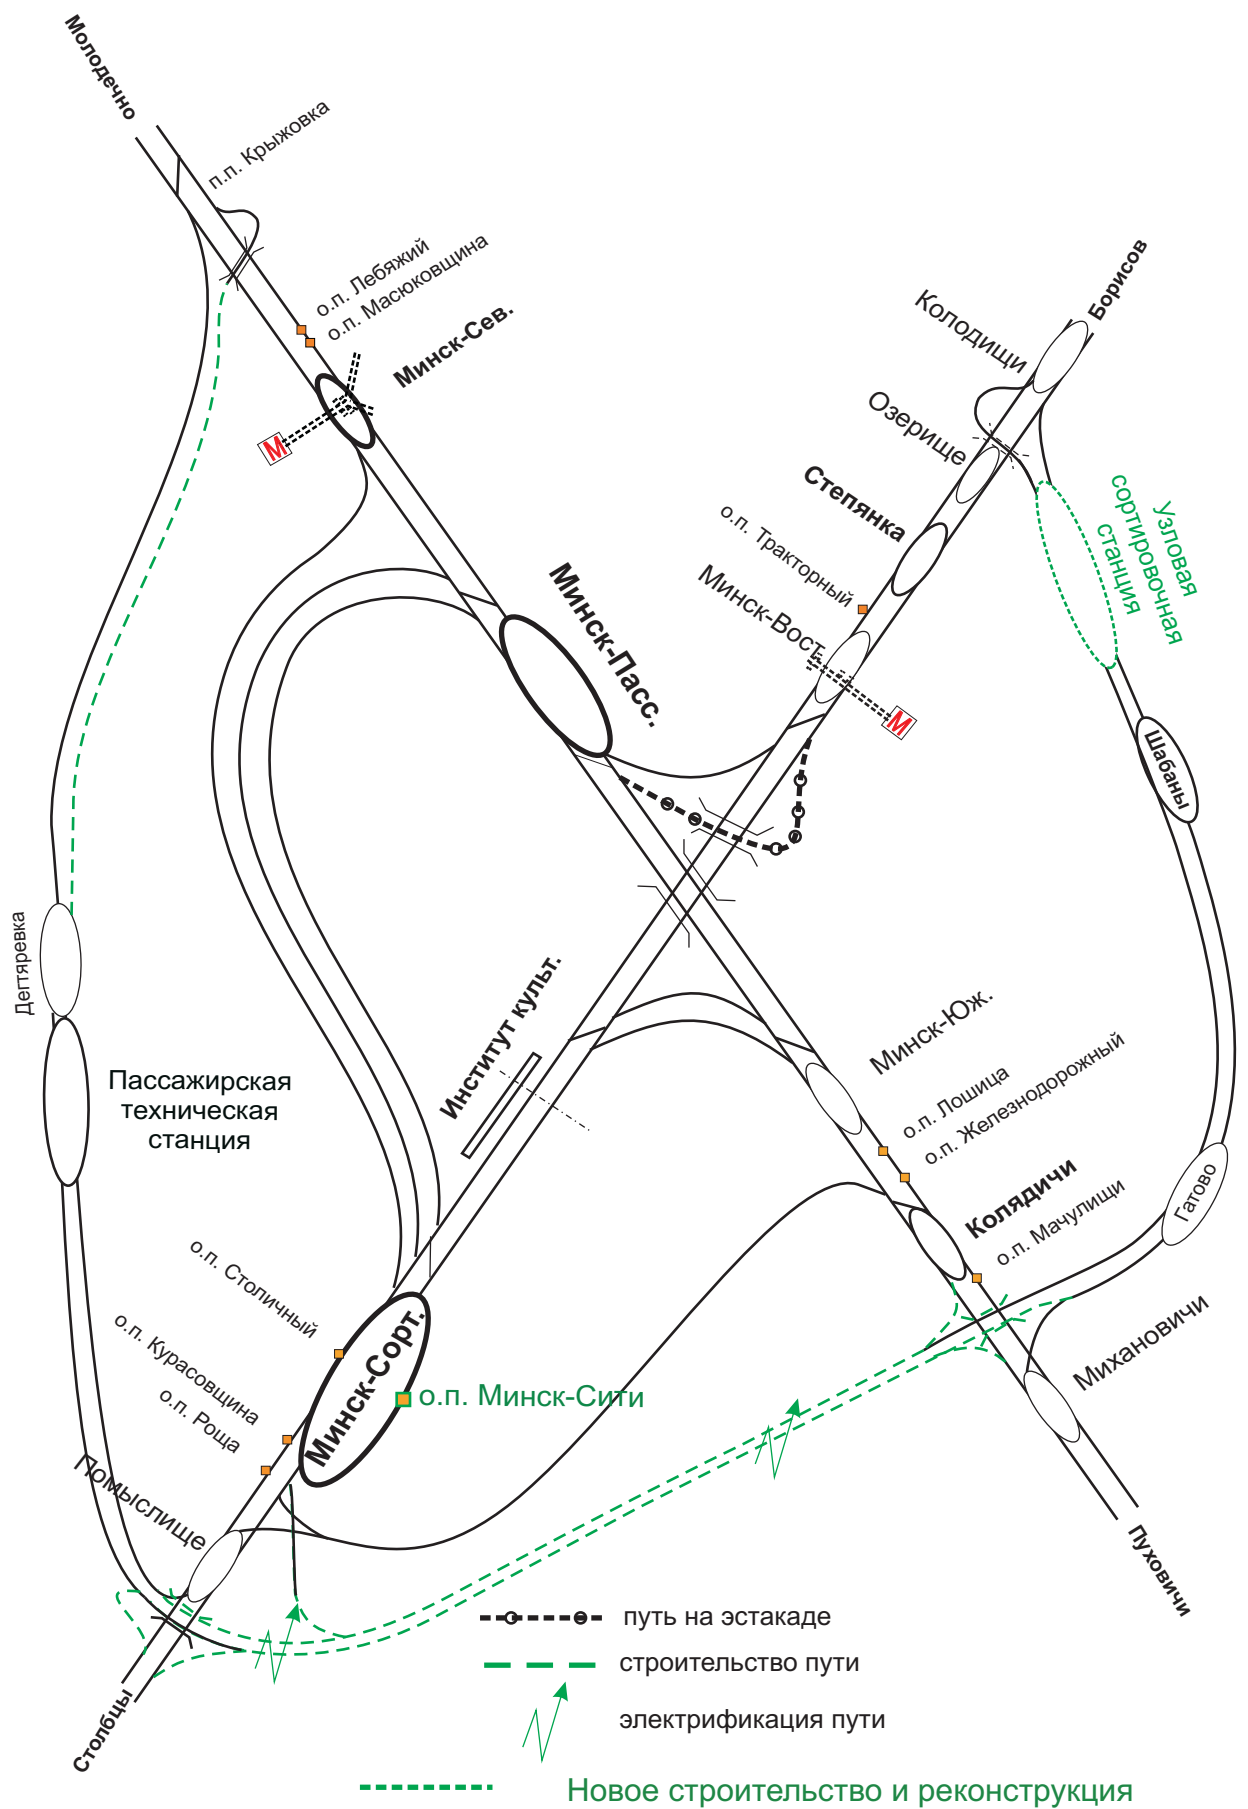 Молодечно
п.п. Крыжовка
о.п. Лебяжий
о.п. Масюковщина
Минск-Сев.
М
Борисов
Колодищи
Озерище
Степянка
о.п. Тракторный
Минск-Вост.
М
Узловая
сортировочная
станция
Минск-Пасс.
Шабаны
Дегтяревка
Пассажирская
техническая
станция
Институт культ.
Минск-Юж.
о.п. Лошица
о.п. Железнодорожный
Колядичи
о.п. Мачулищи
Гатово
Михановичи
о.п. Столичный
о.п. Курасовщина
о.п. Роща
Минск-Сорт.
о.п. Минск-Сити
Помыслище
Пуховичи
Столбцы
путь на эстакаде
строительство пути
электрификация пути
Новое строительство и реконструкция